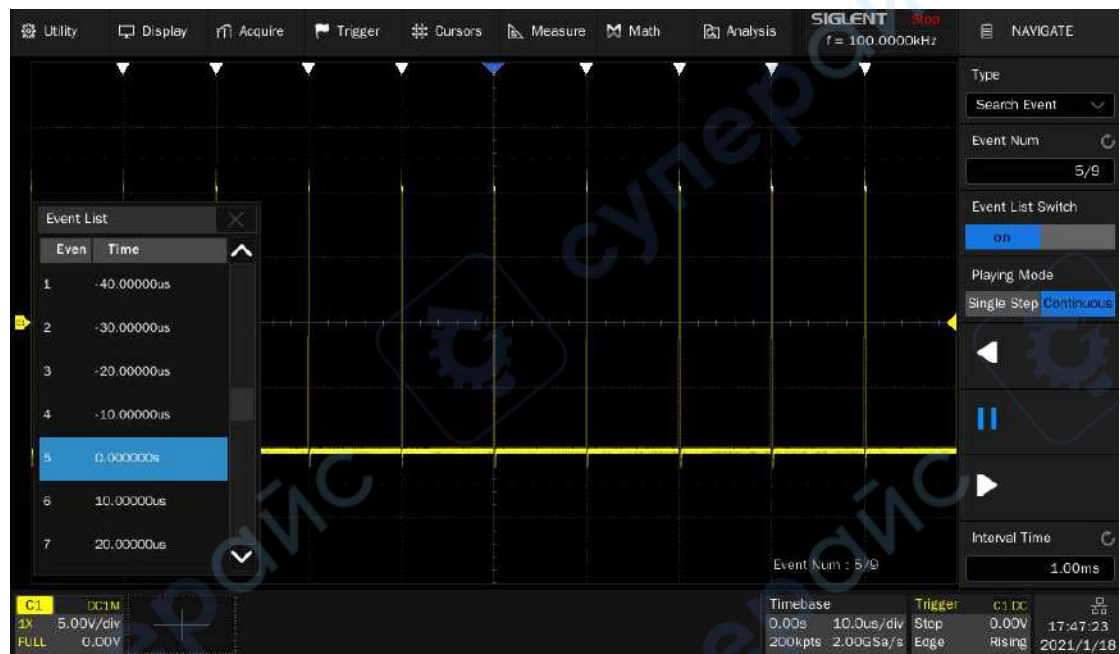 Utility Display Acquire Trigger Cursors Measure Math Analysis
SIGLENT Stop
f = 100.0000kHz
NAVIGATE
Type
Search Event
Event Num
5/9
Event List Switch
on
Playing Mode
Single Step Continuous
Interval Time
1.00ms
Event List
Even Time
1 -40.00000us
2 -30.00000us
3 -20.00000us
4 -10.00000us
5 0.000000s
6 10.00000us
7 20.00000us
Event Num : 5/9
C1 DC1M
1X 5.00V/div
FULL 0.00V
Timebase
0.00s 10.0us/div
200kpts 2.00GSa/s
Trigger C1 DC
Stop 0.00V
Edge Rising
17:47:23
2021/1/18
суперайс